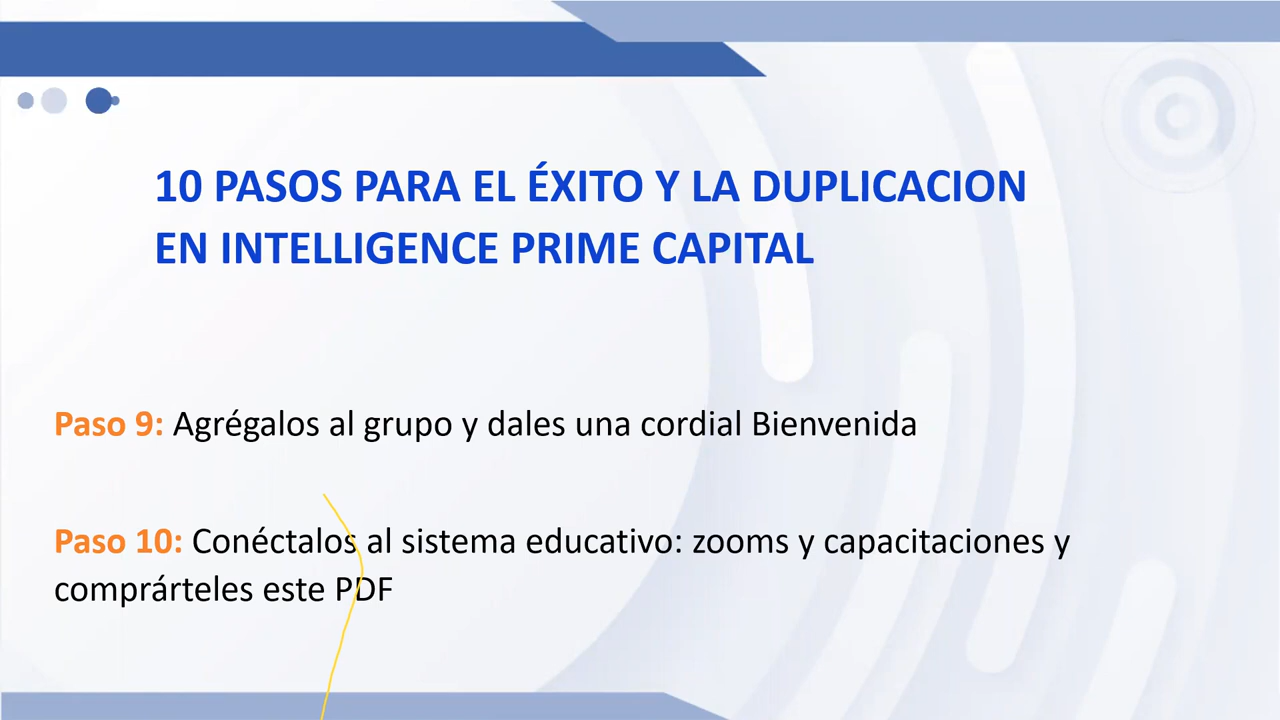 10 PASOS PARA EL ÉXITO Y LA DUPLICACION
EN INTELLIGENCE PRIME CAPITAL
Paso 9: Agrégalos al grupo y dales una cordial Bienvenida
Paso 10: Conéctalos al sistema educativo: zooms y capacitaciones y
comprárteles este PDF